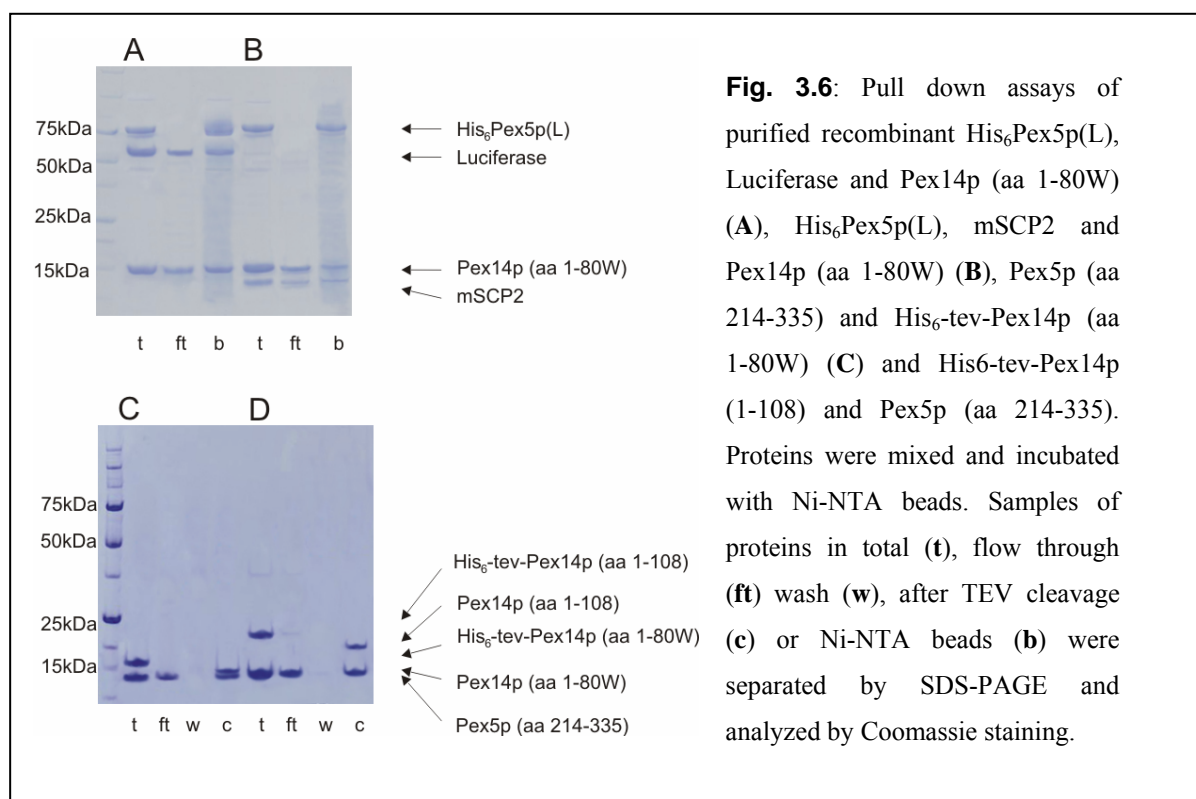 A
B
75kDa
50kDa
25kDa
15kDa
His₆Pex5p(L)
Luciferase
Pex14p (aa 1-80W)
mSCP2
t ft b t ft b
C
D
75kDa
50kDa
25kDa
15kDa
His₆-tev-Pex14p (aa 1-108)
Pex14p (aa 1-108)
His₆-tev-Pex14p (aa 1-80W)
Pex14p (aa 1-80W)
Pex5p (aa 214-335)
t ft w c t ft w c
Fig. 3.6: Pull down assays of
purified recombinant His₆Pex5p(L),
Luciferase and Pex14p (aa 1-80W)
(A), His₆Pex5p(L), mSCP2 and
Pex14p (aa 1-80W) (B), Pex5p (aa
214-335) and His₆-tev-Pex14p (aa
1-80W) (C) and His6-tev-Pex14p
(1-108) and Pex5p (aa 214-335).
Proteins were mixed and incubated
with Ni-NTA beads. Samples of
proteins in total (t), flow through
(ft) wash (w), after TEV cleavage
(c) or Ni-NTA beads (b) were
separated by SDS-PAGE and
analyzed by Coomassie staining.